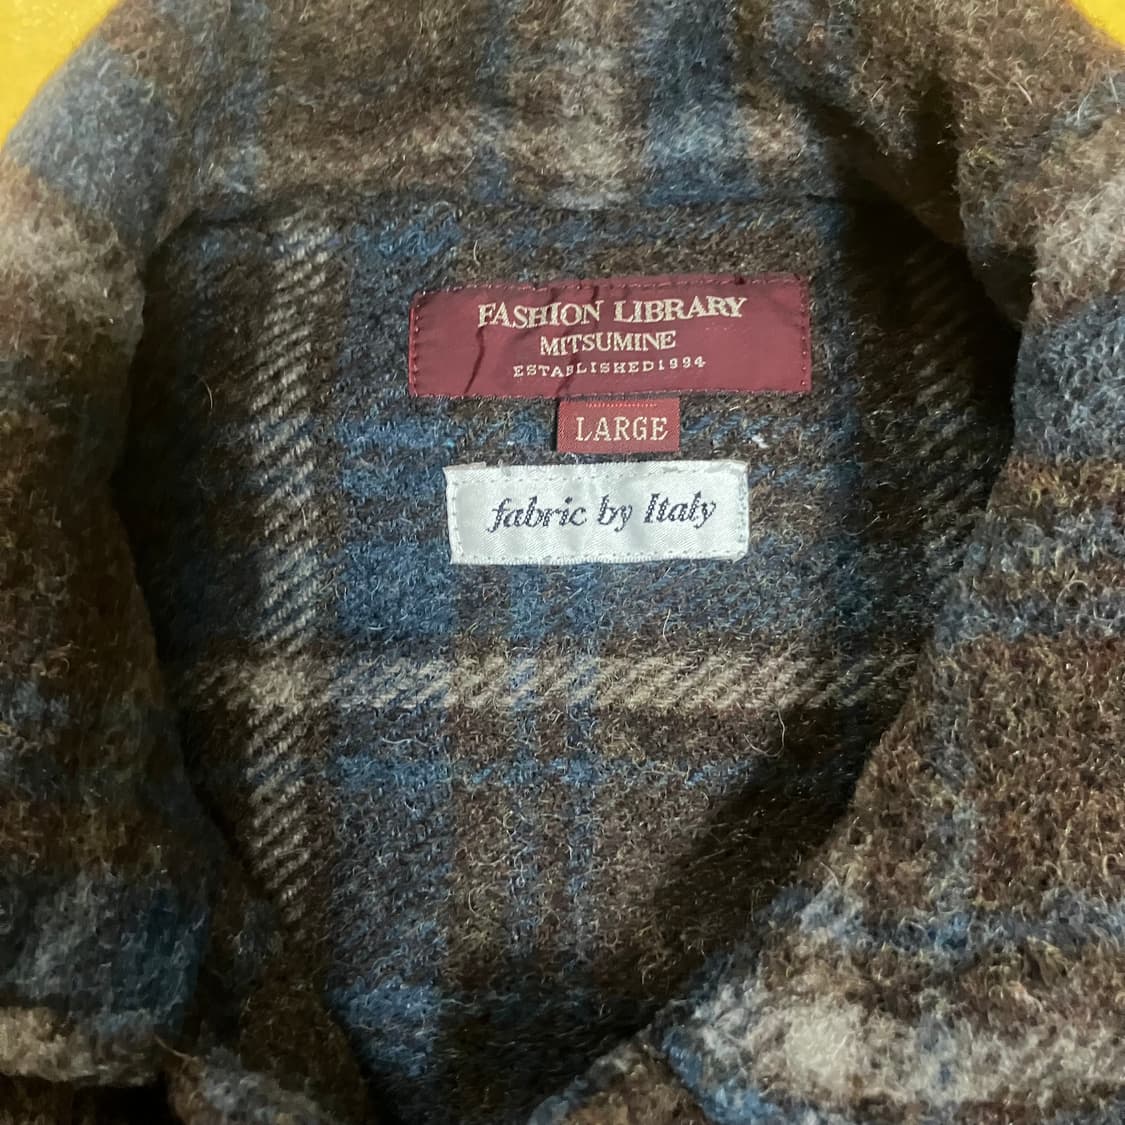 FASHION LIBRARY
MITSUMINE
ESTABLISHED1994
LARGE
fabric by Italy